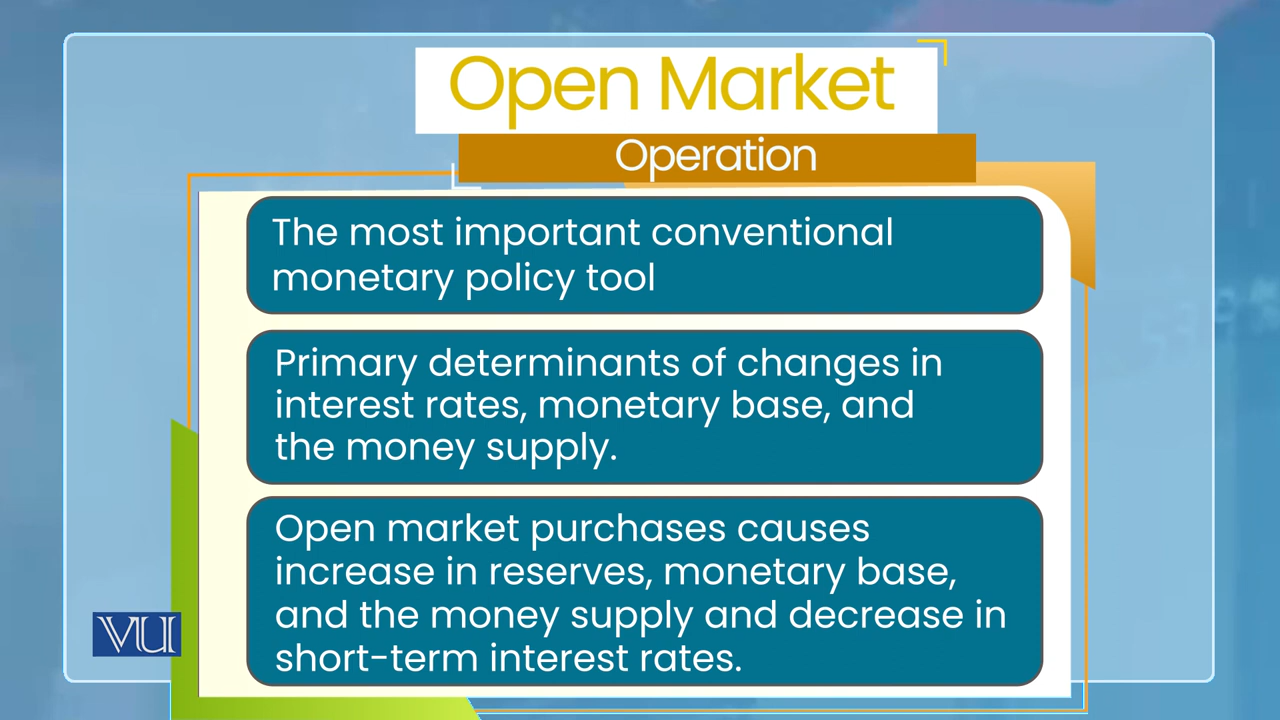 Open Market
Operation
The most important conventional
monetary policy tool
Primary determinants of changes in
interest rates, monetary base, and
the money supply.
Open market purchases causes
increase in reserves, monetary base,
and the money supply and decrease in
short-term interest rates.
VU